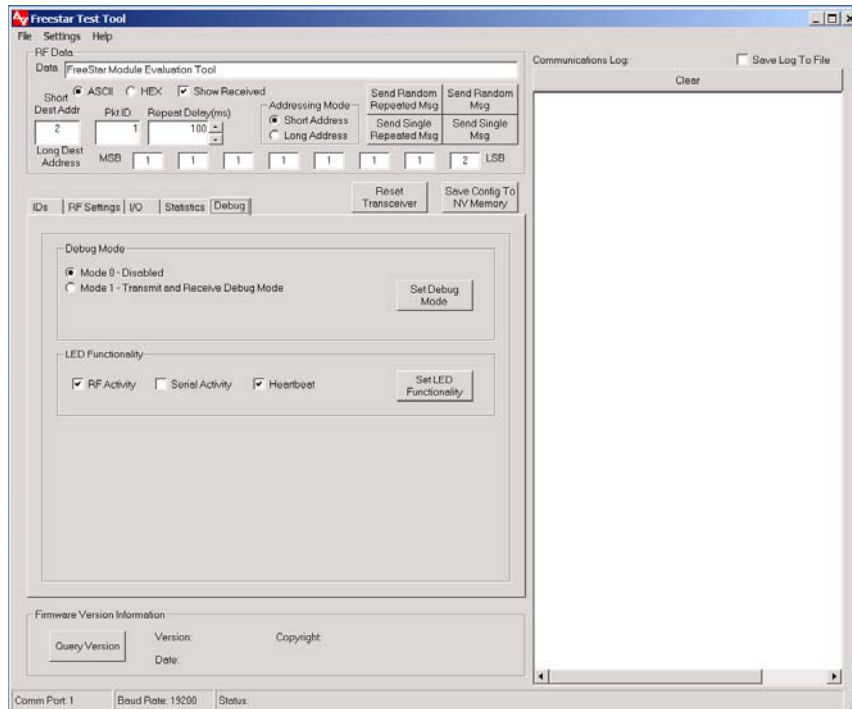 Freestar Test Tool
File Settings Help
RF Data
Data FreeStar Module Evaluation Tool
ASCII HEX Show Received
Short Dest Addr
2
Pkt ID
1
Repeat Delay(ms)
100
Addressing Mode
Short Address
Long Address
Send Random Repeated Msg
Send Random Msg
Send Single Repeated Msg
Send Single Msg
Long Dest Address
MSB 1 1 1 1 1 1 1 2 LSB
Reset Transceiver
Save Config To NV Memory
IDs RF Settings I/O Statistics Debug
Debug Mode
Mode 0 - Disabled
Mode 1 - Transmit and Receive Debug Mode
Set Debug Mode
LED Functionality
RF Activity Serial Activity Heartbeat
Set LED Functionality
Firmware Version Information
Query Version
Version:
Copyright:
Date:
Communications Log:
Save Log To File
Clear
Comm Port: 1 Baud Rate: 19200 Status: